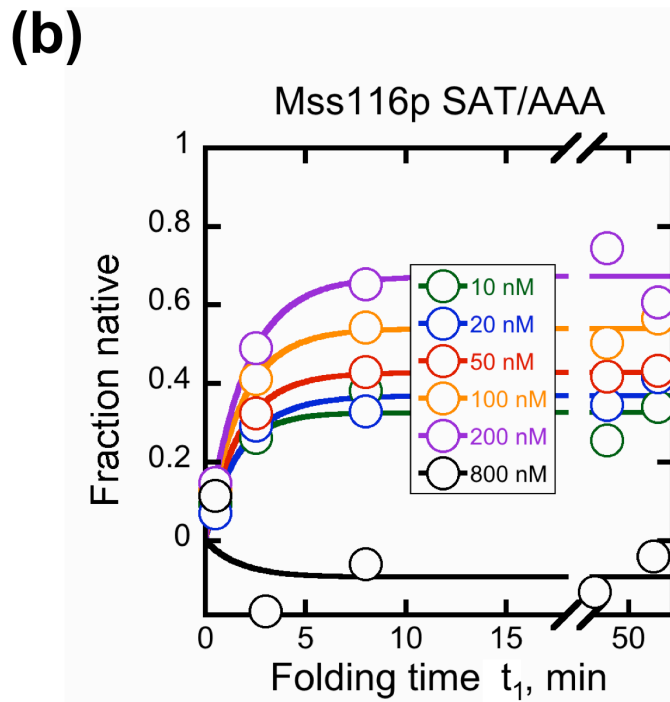 (b)
Mss116p SAT/AAA
1
0.8
0.6
0.4
0.2
0
Fraction native
10 nM
20 nM
50 nM
100 nM
200 nM
800 nM
0 5 10 15 50
Folding time t₁, min